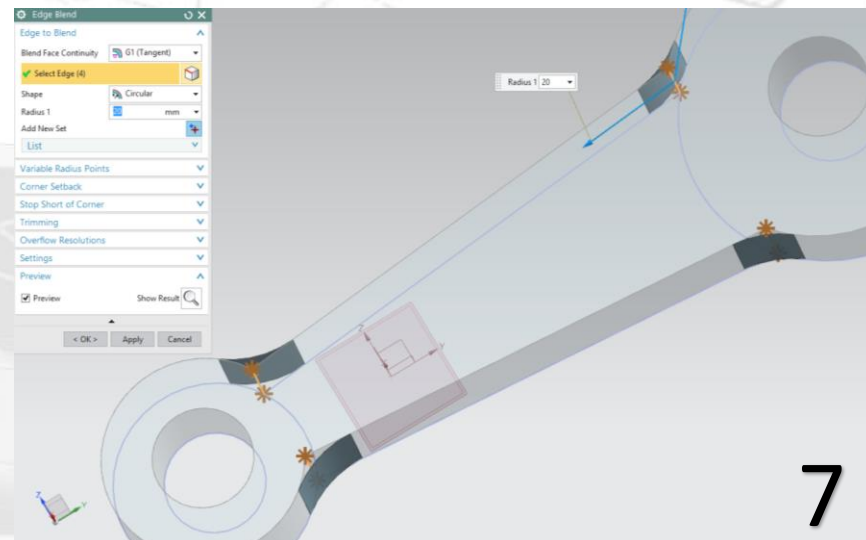 Edge Blend
Edge to Blend
Blend Face Continuity G1 (Tangent)
Select Edge (4)
Shape Circular
Radius 1 20 mm
Add New Set
List
Variable Radius Points
Corner Setback
Stop Short of Corner
Trimming
Overflow Resolutions
Settings
Preview
Preview Show Result
< OK > Apply Cancel
Radius 1 20
Z
Y
Z
Y
7